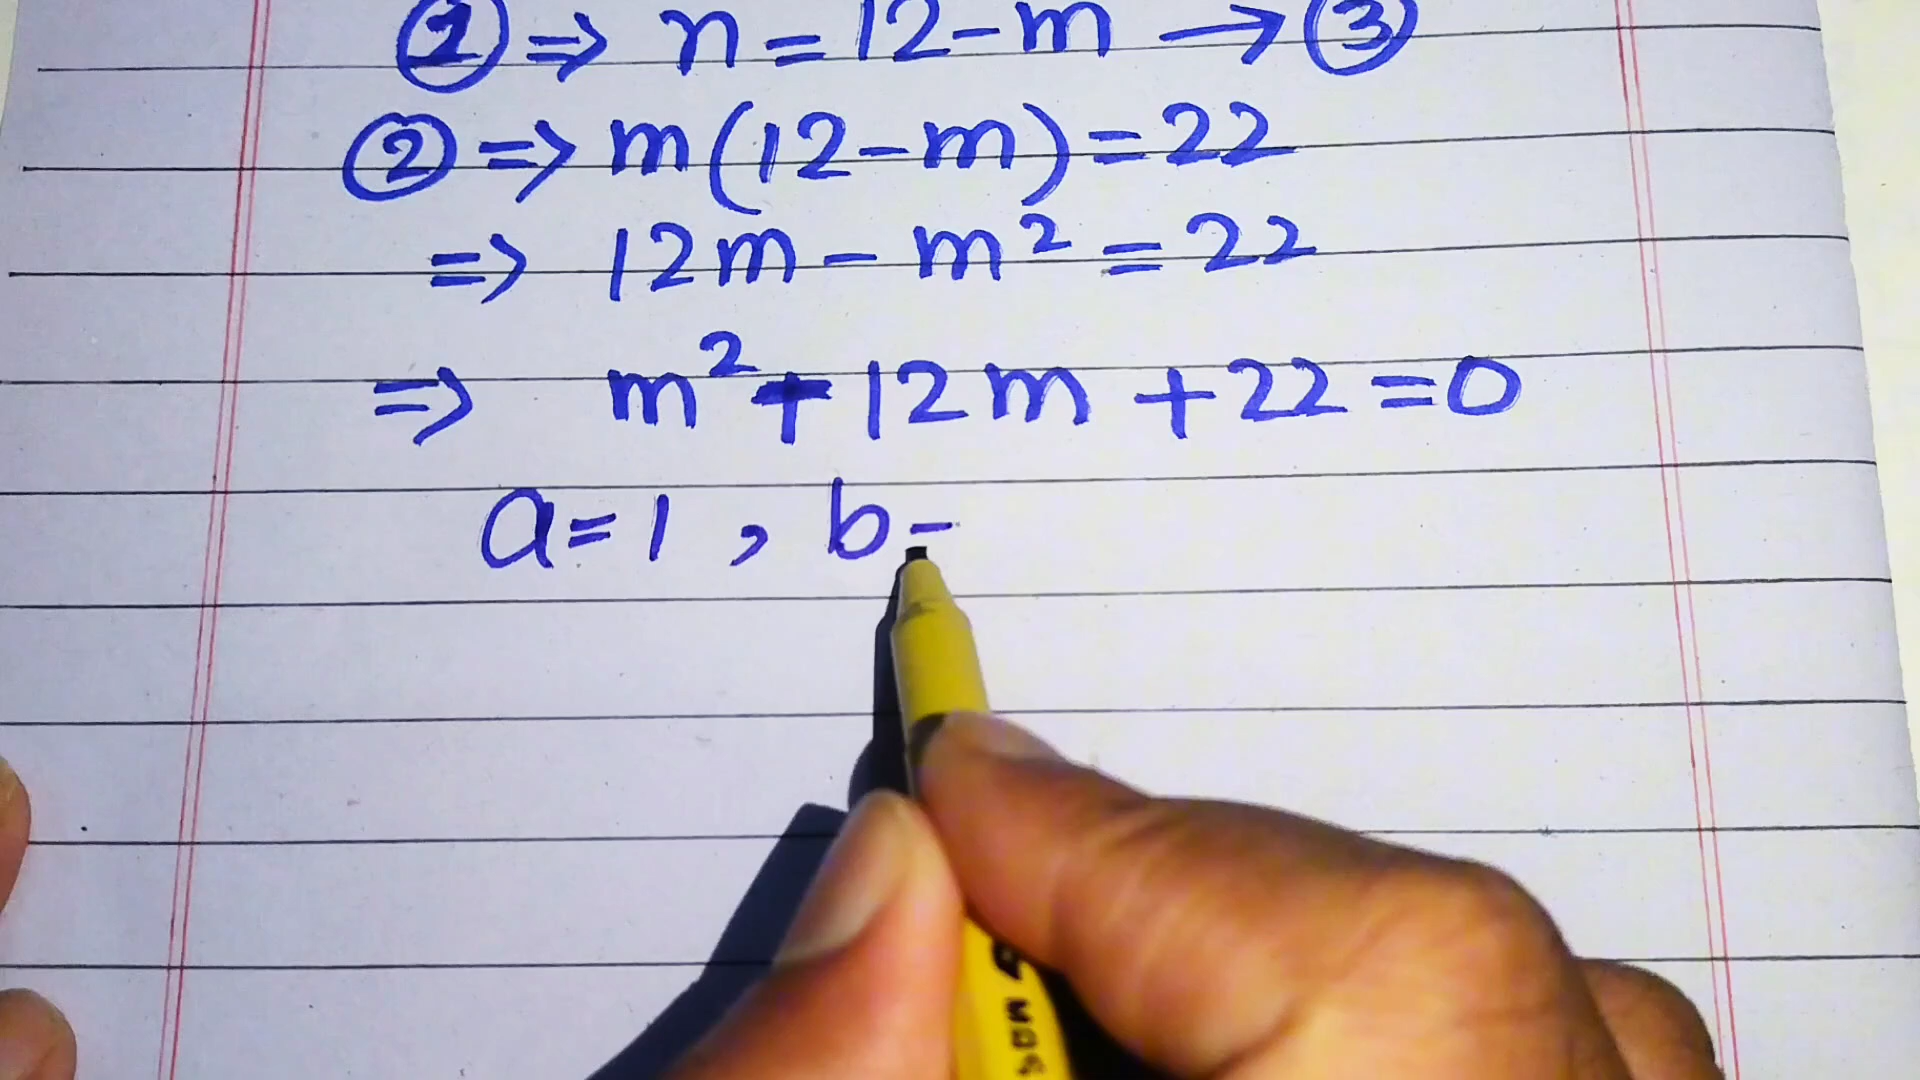 ① ⇒ n = 12 - m → ③
② ⇒ m(12 - m) = 22
⇒ 12m - m² = 22
⇒ m² - 12m + 22 = 0
a = 1 , b -